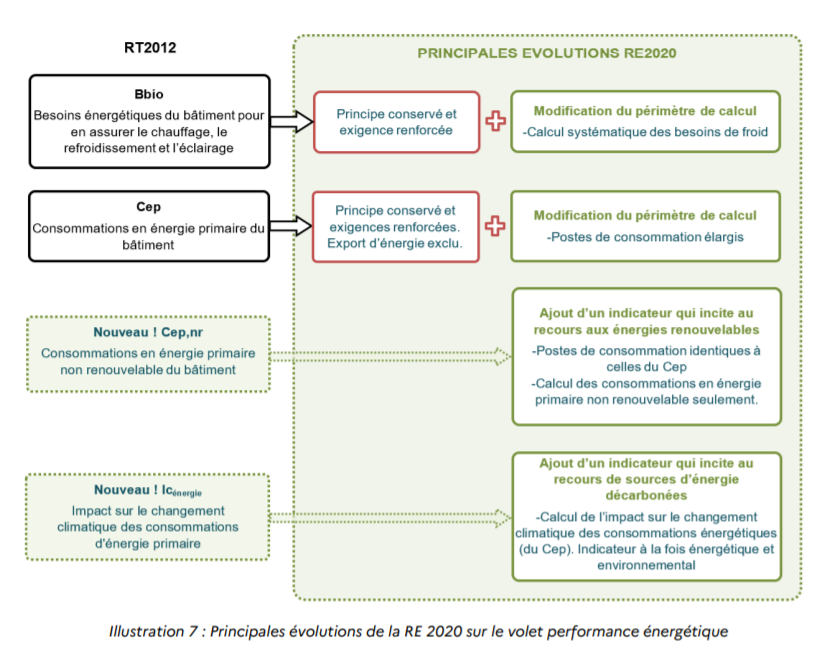 RT2012
PRINCIPALES EVOLUTIONS RE2020
Bbio
Besoins énergétiques du bâtiment pour
en assurer le chauffage, le
refroidissement et l'éclairage
Principe conservé et
exigence renforcée
Modification du périmètre de calcul
-Calcul systématique des besoins de froid
Cep
Consommations en énergie primaire du
bâtiment
Principe conservé et
exigences renforcées.
Export d'énergie exclu.
Modification du périmètre de calcul
-Postes de consommation élargis
Nouveau ! Cep,nr
Consommations en énergie primaire
non renouvelable du bâtiment
Ajout d'un indicateur qui incite au
recours aux énergies renouvelables
-Postes de consommation identiques à
celles du Cep
-Calcul des consommations en énergie
primaire non renouvelable seulement.
Nouveau ! Icénergie
Impact sur le changement
climatique des consommations
d'énergie primaire
Ajout d'un indicateur qui incite au
recours de sources d'énergie
décarbonées
-Calcul de l'impact sur le changement
climatique des consommations énergétiques
(du Cep). Indicateur à la fois énergétique et
environnemental
Illustration 7 : Principales évolutions de la RE 2020 sur le volet performance énergétique